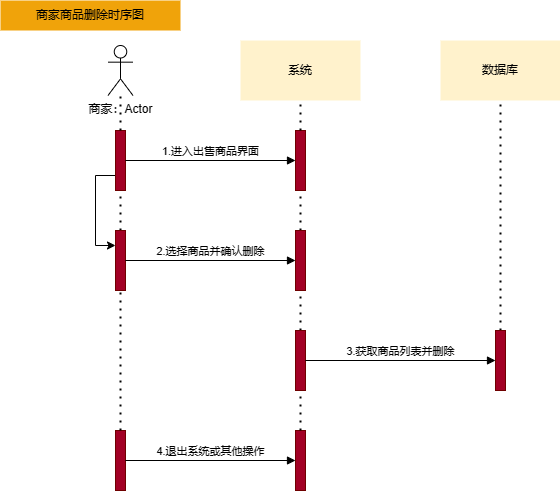 商家商品删除时序图
系统
数据库
商家：Actor
1.进入出售商品界面
2.选择商品并确认删除
3.获取商品列表并删除
4.退出系统或其他操作